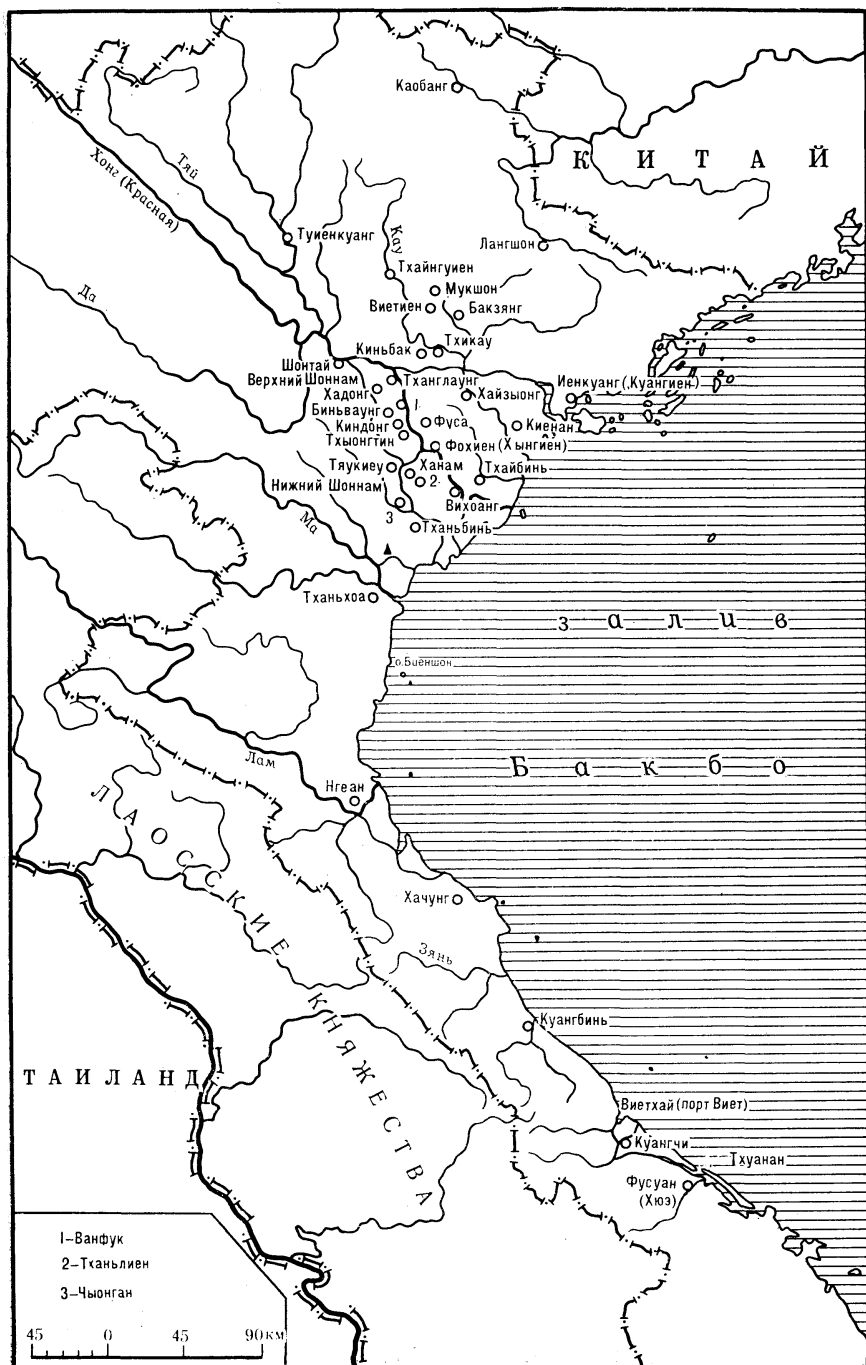 Каобанг
КИТАЙ
Хонг (Красная)
Тяй
Туиенкуанг
Кау
Лангшон
Тхайнгуиен
Мукшон
Виетиен
Бакзянг
Да
Тхикау
Киньбак
Шонтай
Тханглаунг
Верхний Шоннам
Хадонг
1
Хайзыонг
Иенкуанг (Куангиен)
Биньваунг
Фуса
Киенан
Киндонг
Тхыонгтин
Фохиен (Хынгиен)
Тяукиеу
Ханам
Тхайбинь
2
Нижний Шоннам
Вихоанг
3
Тханьбинь
Ма
Тханьхоа
залив
о.Биеншон
Лам
Бакбо
Нгеан
ЛАОССКИЕ КНЯЖЕСТВА
Хачунг
Зянь
Куангбинь
ТАИЛАНД
Виетхай (порт Виет)
Куангчи
Тхуанан
Фусуан
(Хюэ)
1–Ванфук
2–Тханьлиен
3–Чыонган
45 0 45 90 км